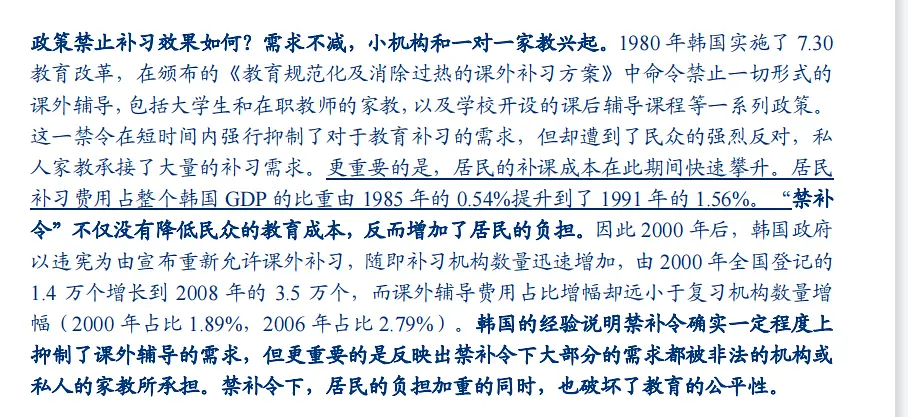 政策禁止补习效果如何？需求不减，小机构和一对一家教兴起。1980 年韩国实施了 7.30
教育改革，在颁布的《教育规范化及消除过热的课外补习方案》中命令禁止一切形式的
课外辅导，包括大学生和在职教师的家教，以及学校开设的课后辅导课程等一系列政策。
这一禁令在短时间内强行抑制了对于教育补习的需求，但却遭到了民众的强烈反对，私
人家教承接了大量的补习需求。更重要的是，居民的补课成本在此期间快速攀升。居民
补习费用占整个韩国 GDP 的比重由 1985 年的 0.54%提升到了 1991 年的 1.56%。“禁补
令”不仅没有降低民众的教育成本，反而增加了居民的负担。因此 2000 年后，韩国政府
以违宪为由宣布重新允许课外补习，随即补习机构数量迅速增加，由 2000 年全国登记的
1.4 万个增长到 2008 年的 3.5 万个，而课外辅导费用占比增幅却远小于复习机构数量增
幅（2000 年占比 1.89%，2006 年占比 2.79%）。韩国的经验说明禁补令确实一定程度上
抑制了课外辅导的需求，但更重要的是反映出禁补令下大部分的需求都被非法的机构或
私人的家教所承担。禁补令下，居民的负担加重的同时，也破坏了教育的公平性。